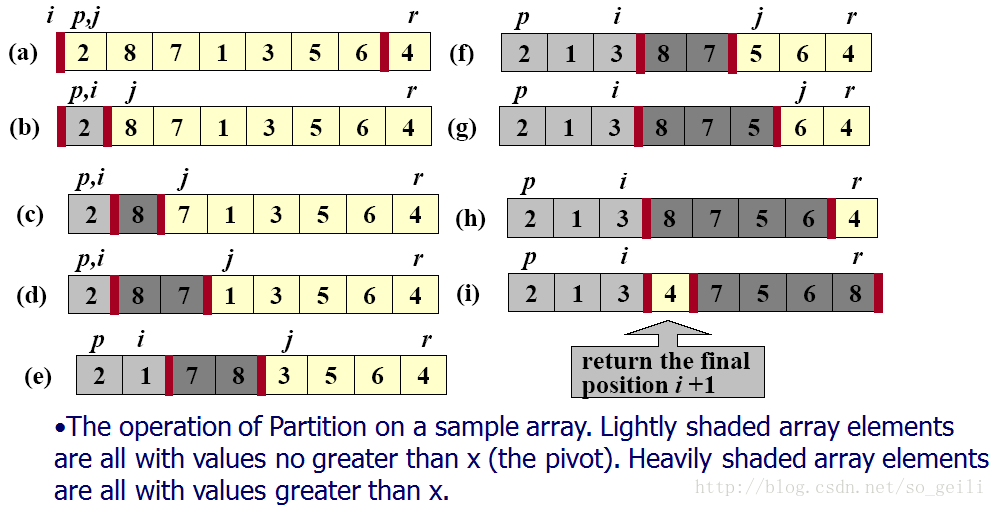 i p,j r
(a) 2 8 7 1 3 5 6 4
p,i j r
(b) 2 8 7 1 3 5 6 4
p,i j r
(c) 2 8 7 1 3 5 6 4
p,i j r
(d) 2 8 7 1 3 5 6 4
p i j r
(e) 2 1 7 8 3 5 6 4
p i j r
(f) 2 1 3 8 7 5 6 4
p i j r
(g) 2 1 3 8 7 5 6 4
p i r
(h) 2 1 3 8 7 5 6 4
p i r
(i) 2 1 3 4 7 5 6 8
return the final
position i +1
•The operation of Partition on a sample array. Lightly shaded array elements
are all with values no greater than x (the pivot). Heavily shaded array elements
are all with values greater than x.
http://blog.csdn.net/so_geili